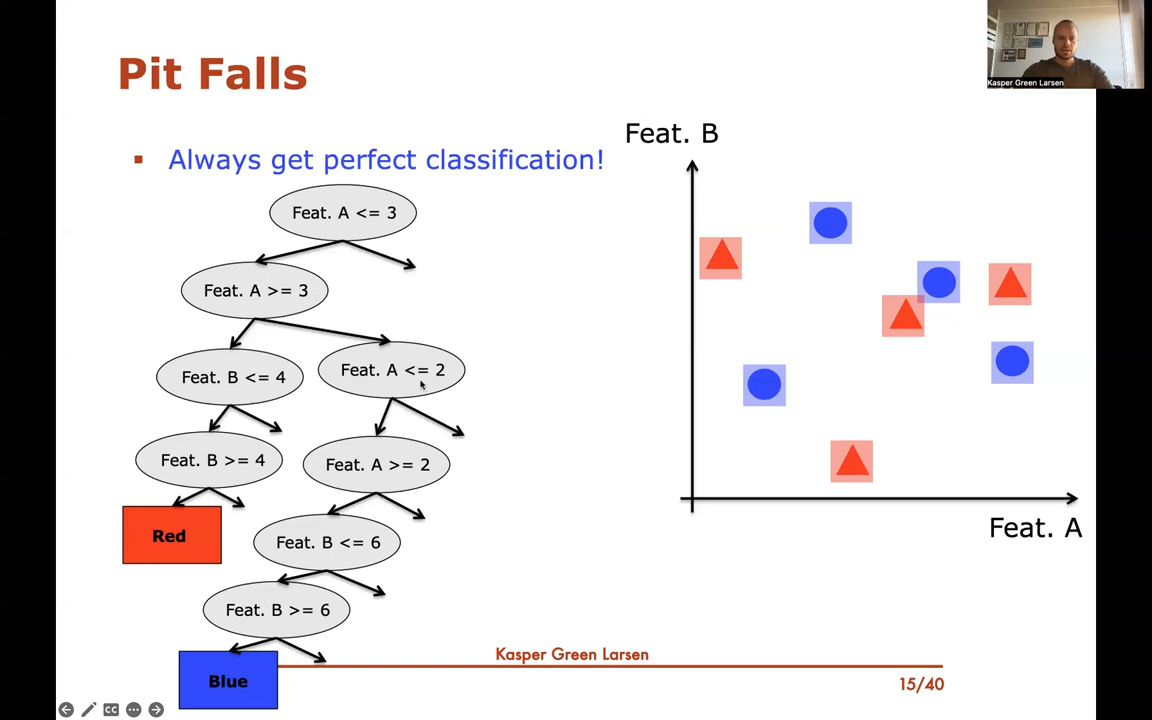 Pit Falls
Kasper Green Larsen
Always get perfect classification!
Feat. B
Feat. A <= 3
Feat. A >= 3
Feat. B <= 4
Feat. A <= 2
Feat. B >= 4
Feat. A >= 2
Red
Feat. B <= 6
Feat. A
Feat. B >= 6
Blue
Kasper Green Larsen
15/40
CC